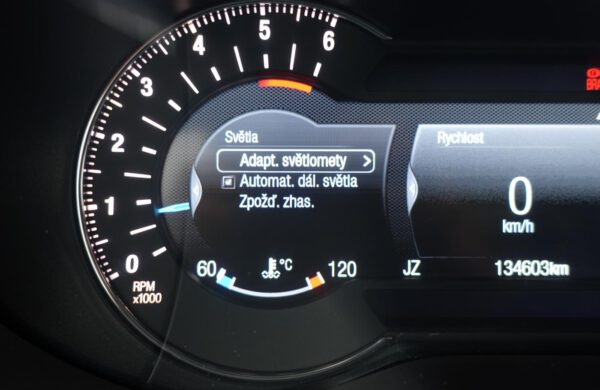 0
1
2
3
4
5
6
RPM
x1000
Světla
Adapt. světlomety
Automat. dál. světla
Zpožď. zhas.
60
°C
120
Rychlost
0
km/h
JZ
134603km